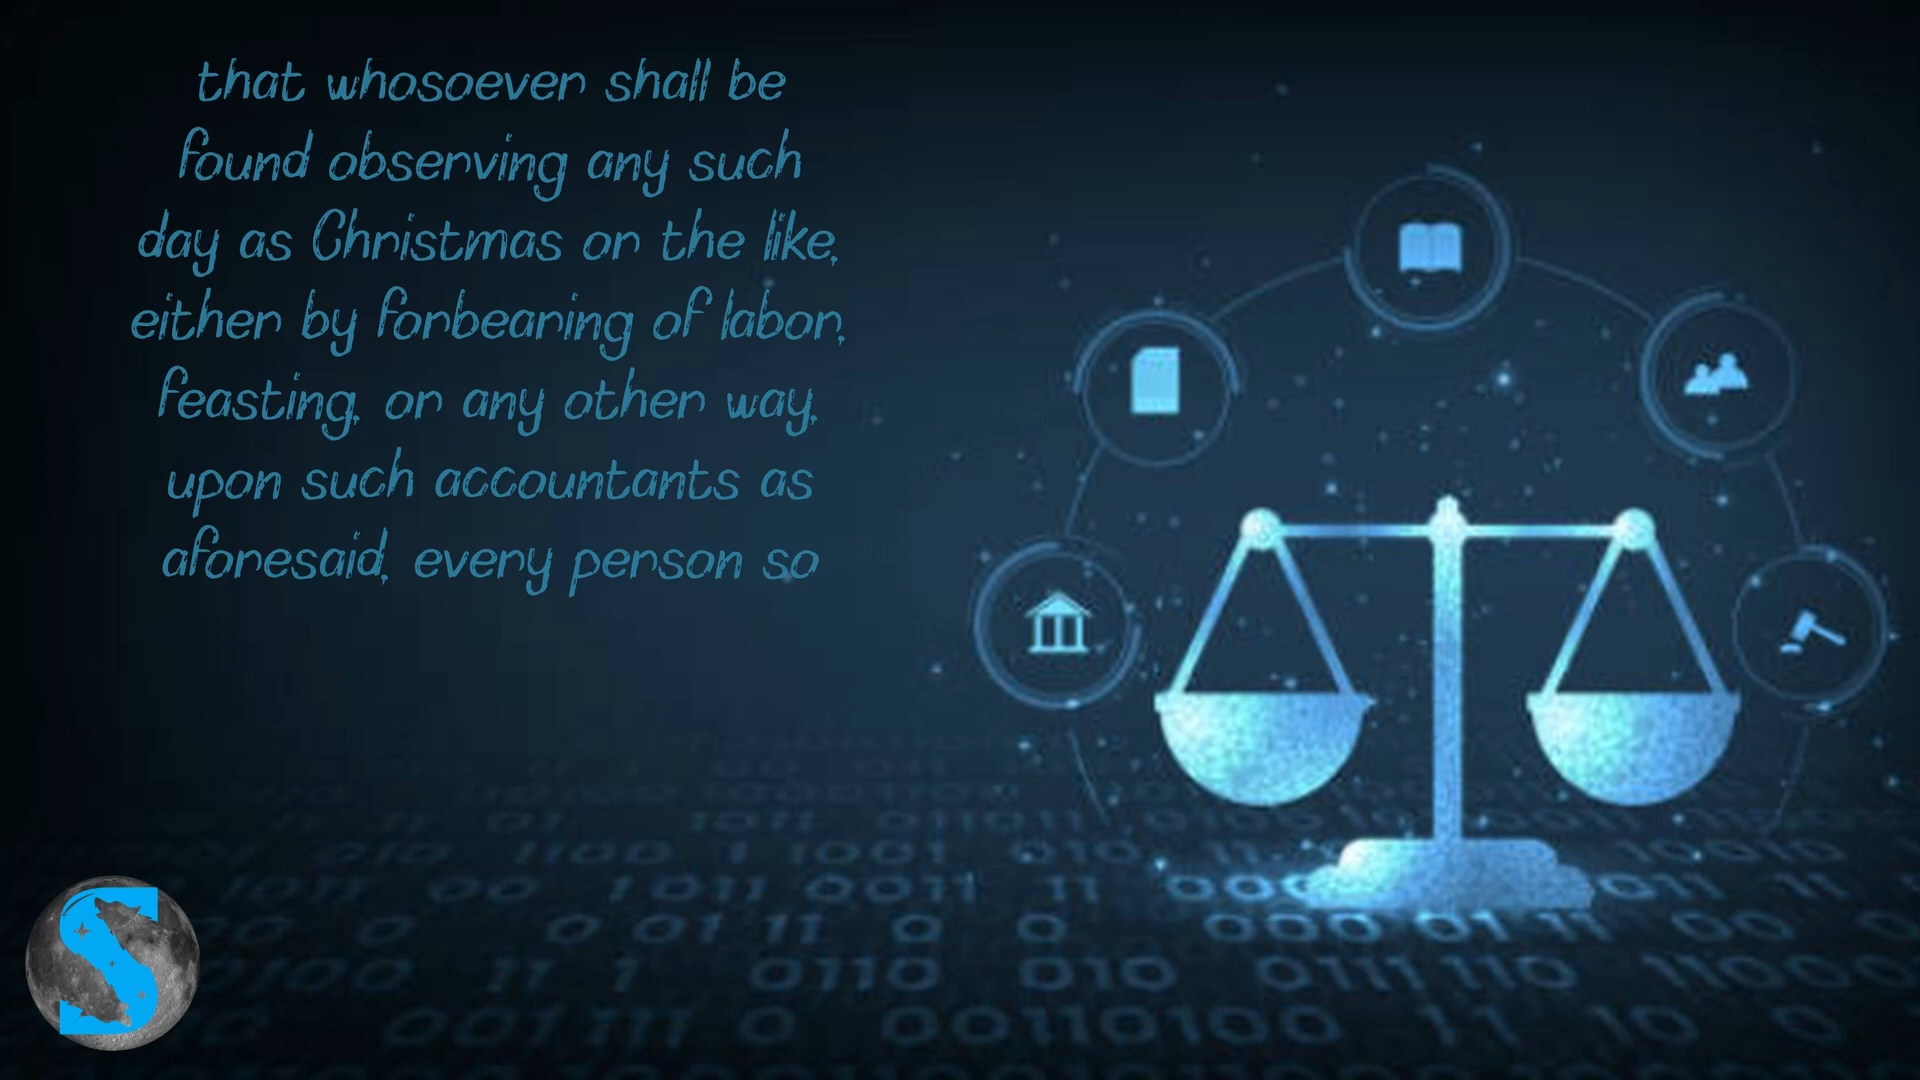 that whosoever shall be
found observing any such
day as Christmas or the like,
either by forbearing of labor,
feasting, or any other way,
upon such accountants as
aforesaid, every person so
S